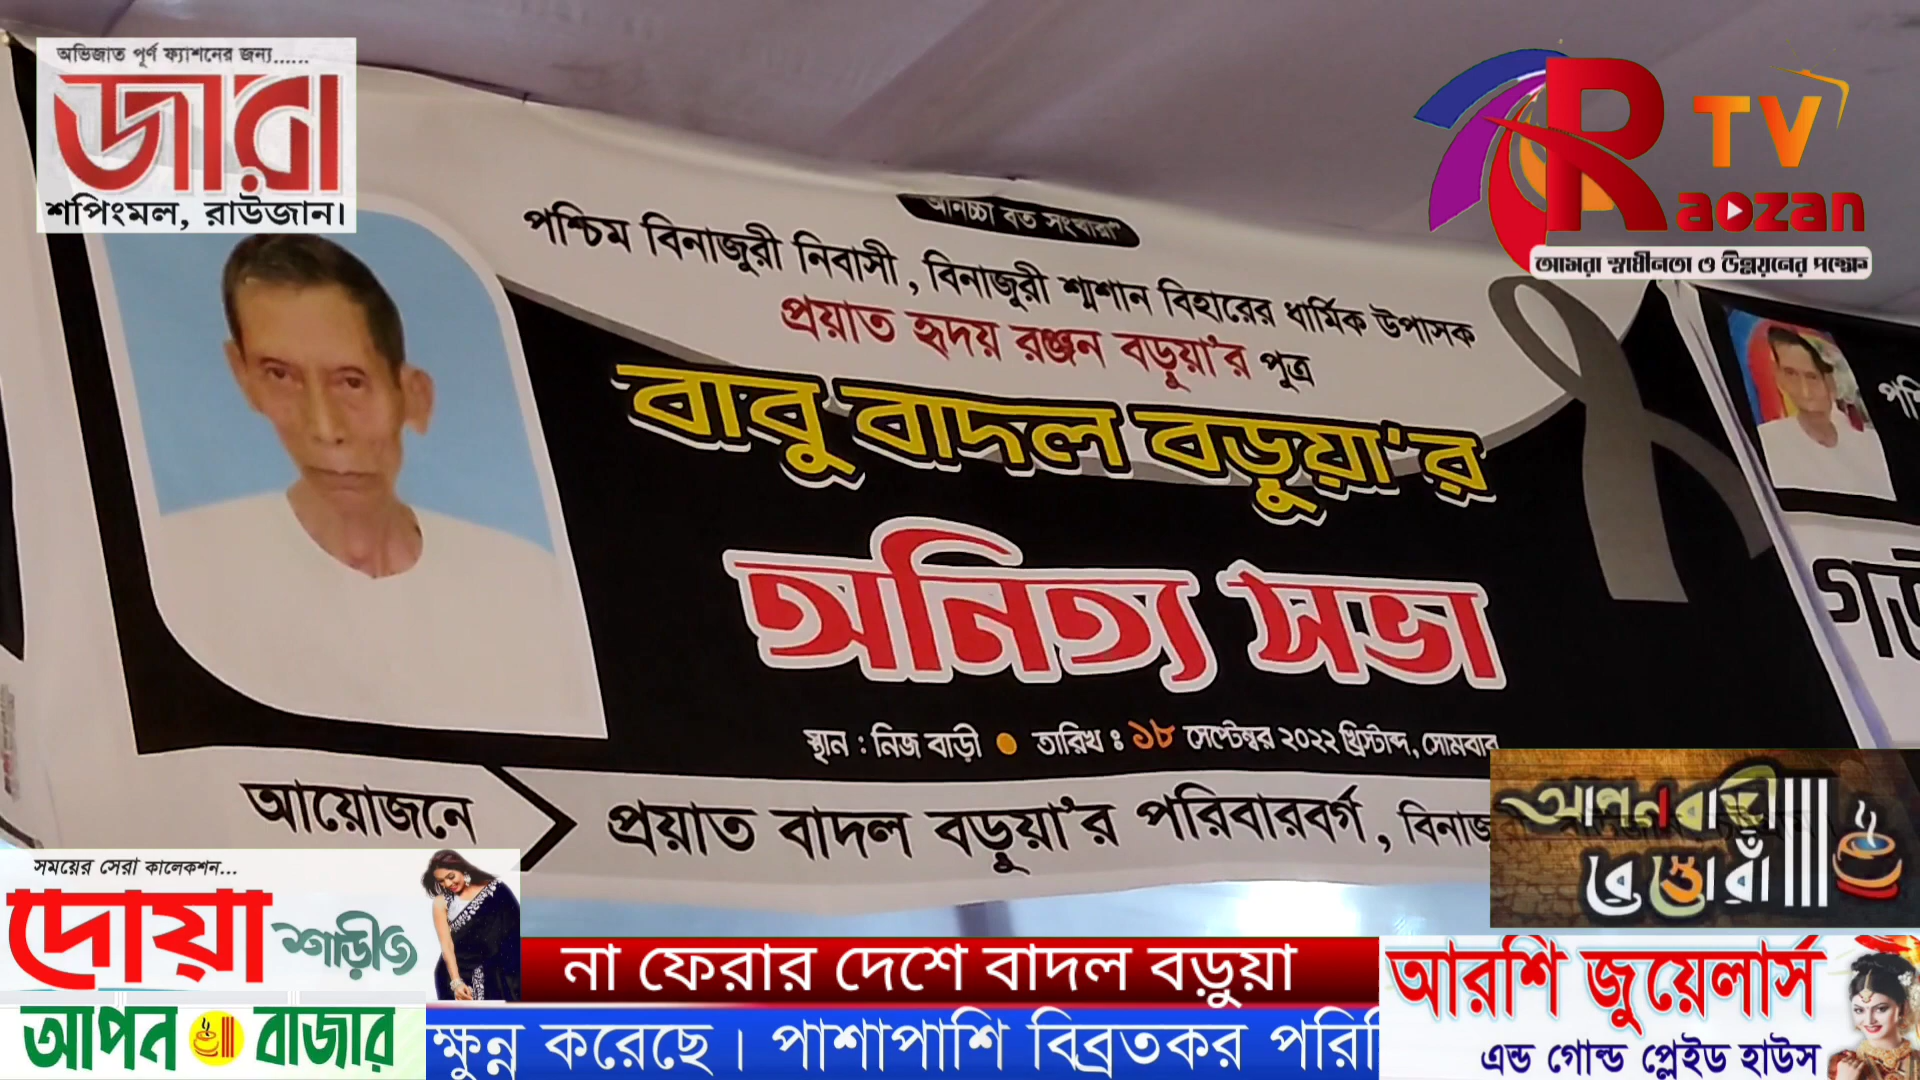 অভিজাত পূর্ণ ফ্যাশনের জন্য......
জারা
শপিংমল, রাউজান।
TV
Raozan
আমরা স্বাধীনতা ও উন্নয়নের পক্ষে
"অনিচ্চা বত সংখারা"
পশ্চিম বিনাজুরী নিবাসী, বিনাজুরী শ্মশান বিহারের ধার্মিক উপাসক
প্রয়াত হৃদয় রঞ্জন বড়ুয়া'র পুত্র
বাবু বাদল বড়ুয়া'র
অনিত্য সভা
স্থান : নিজ বাড়ী ● তারিখ ঃ ১৮ সেপ্টেম্বর ২০২২ খ্রিস্টাব্দ, সোমবার
আয়োজনে
প্রয়াত বাদল বড়ুয়া'র পরিবারবর্গ,
আপন বাড়ী
রেস্তোরাঁ
সময়ের সেরা কালেকশন...
দোয়া
শাড়ীজ
না ফেরার দেশে বাদল বড়ুয়া
আরশি জুয়েলার্স
এন্ড গোল্ড প্লেইড হাউস
আপন বাজার
ক্ষুন্ন করেছে। পাশাপাশি বিব্রতকর